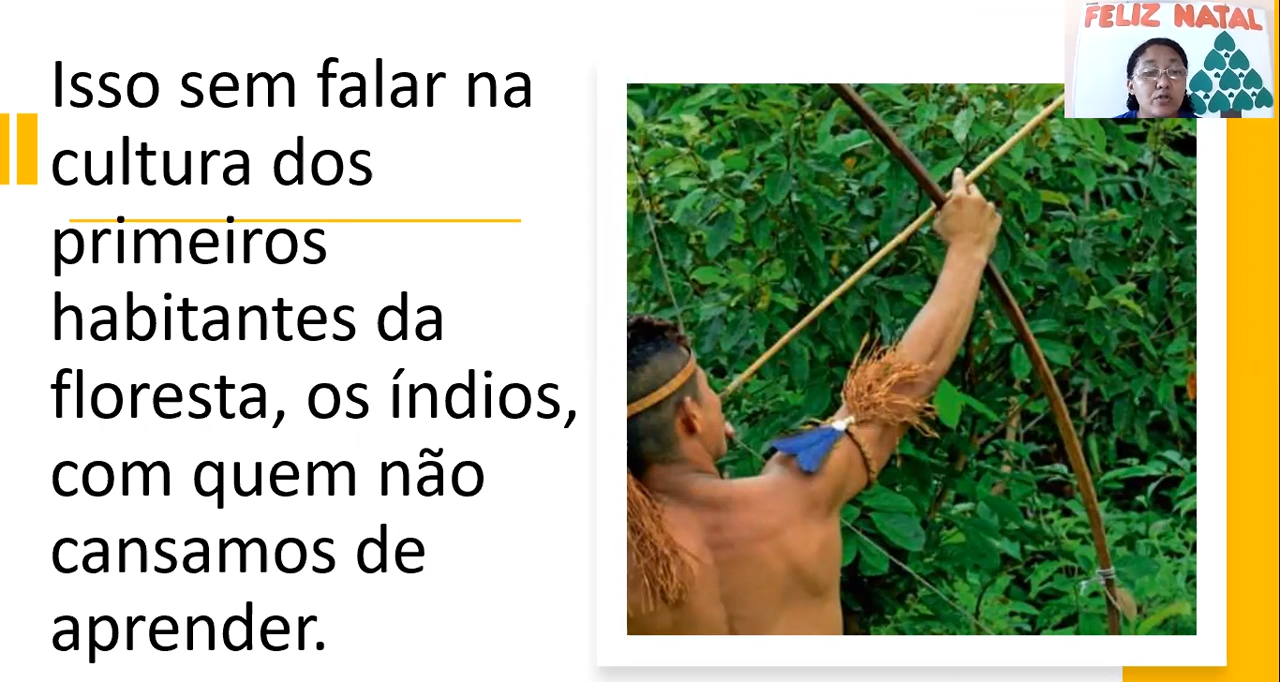 Isso sem falar na
cultura dos
primeiros
habitantes da
floresta, os índios,
com quem não
cansamos de
aprender.
FELIZ NATAL